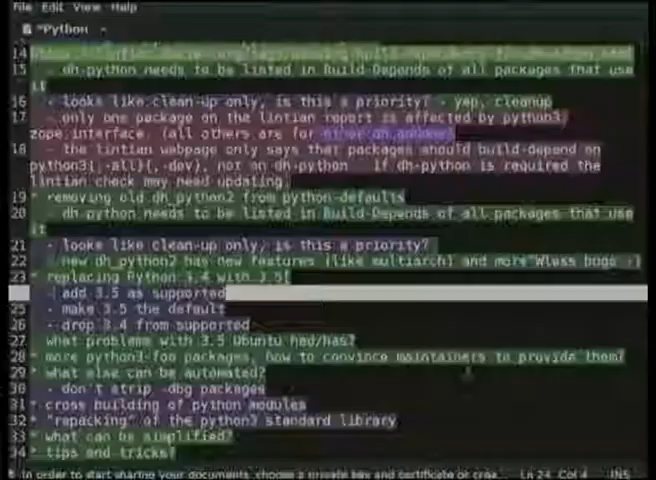 File Edit View Help
*Python
14
15 - dh-python needs to be listed in Build-Depends of all packages that use
it
16 - looks like clean-up only, is this a priority? - yep, cleanup
17 - only one package on the lintian report is affected by python3;
zope.interface. (all others are for
18 - the lintian webpage only says that packages should build-depend on
python3{,-all}{,-dev}, not on dh-python if dh-python is required the
lintian check may need updating.
19 * removing old dh_python2 from python-defaults
20 - dh-python needs to be listed in Build-Depends of all packages that use
it
21 - looks like clean-up only, is this a priority?
22 - new dh_python2 has new features (like multiarch) and more bugs :)
23 * replacing Python 3.4 with 3.5
add 3.5 as supported
25 - make 3.5 the default
26 - drop 3.4 from supported
27 what problems with 3.5 Ubuntu had/has?
28 * more python3-foo packages, how to convince maintainers to provide them?
29 * what else can be automated?
30 - don't strip -dbg packages
31 * cross building of python modules
32 * "repacking" of the python3 standard library
33 * what can be simplified?
34 * tips and tricks?
In order to start sharing your documents, choose a private key and certificate or crea... Ln 24, Col 4 INS